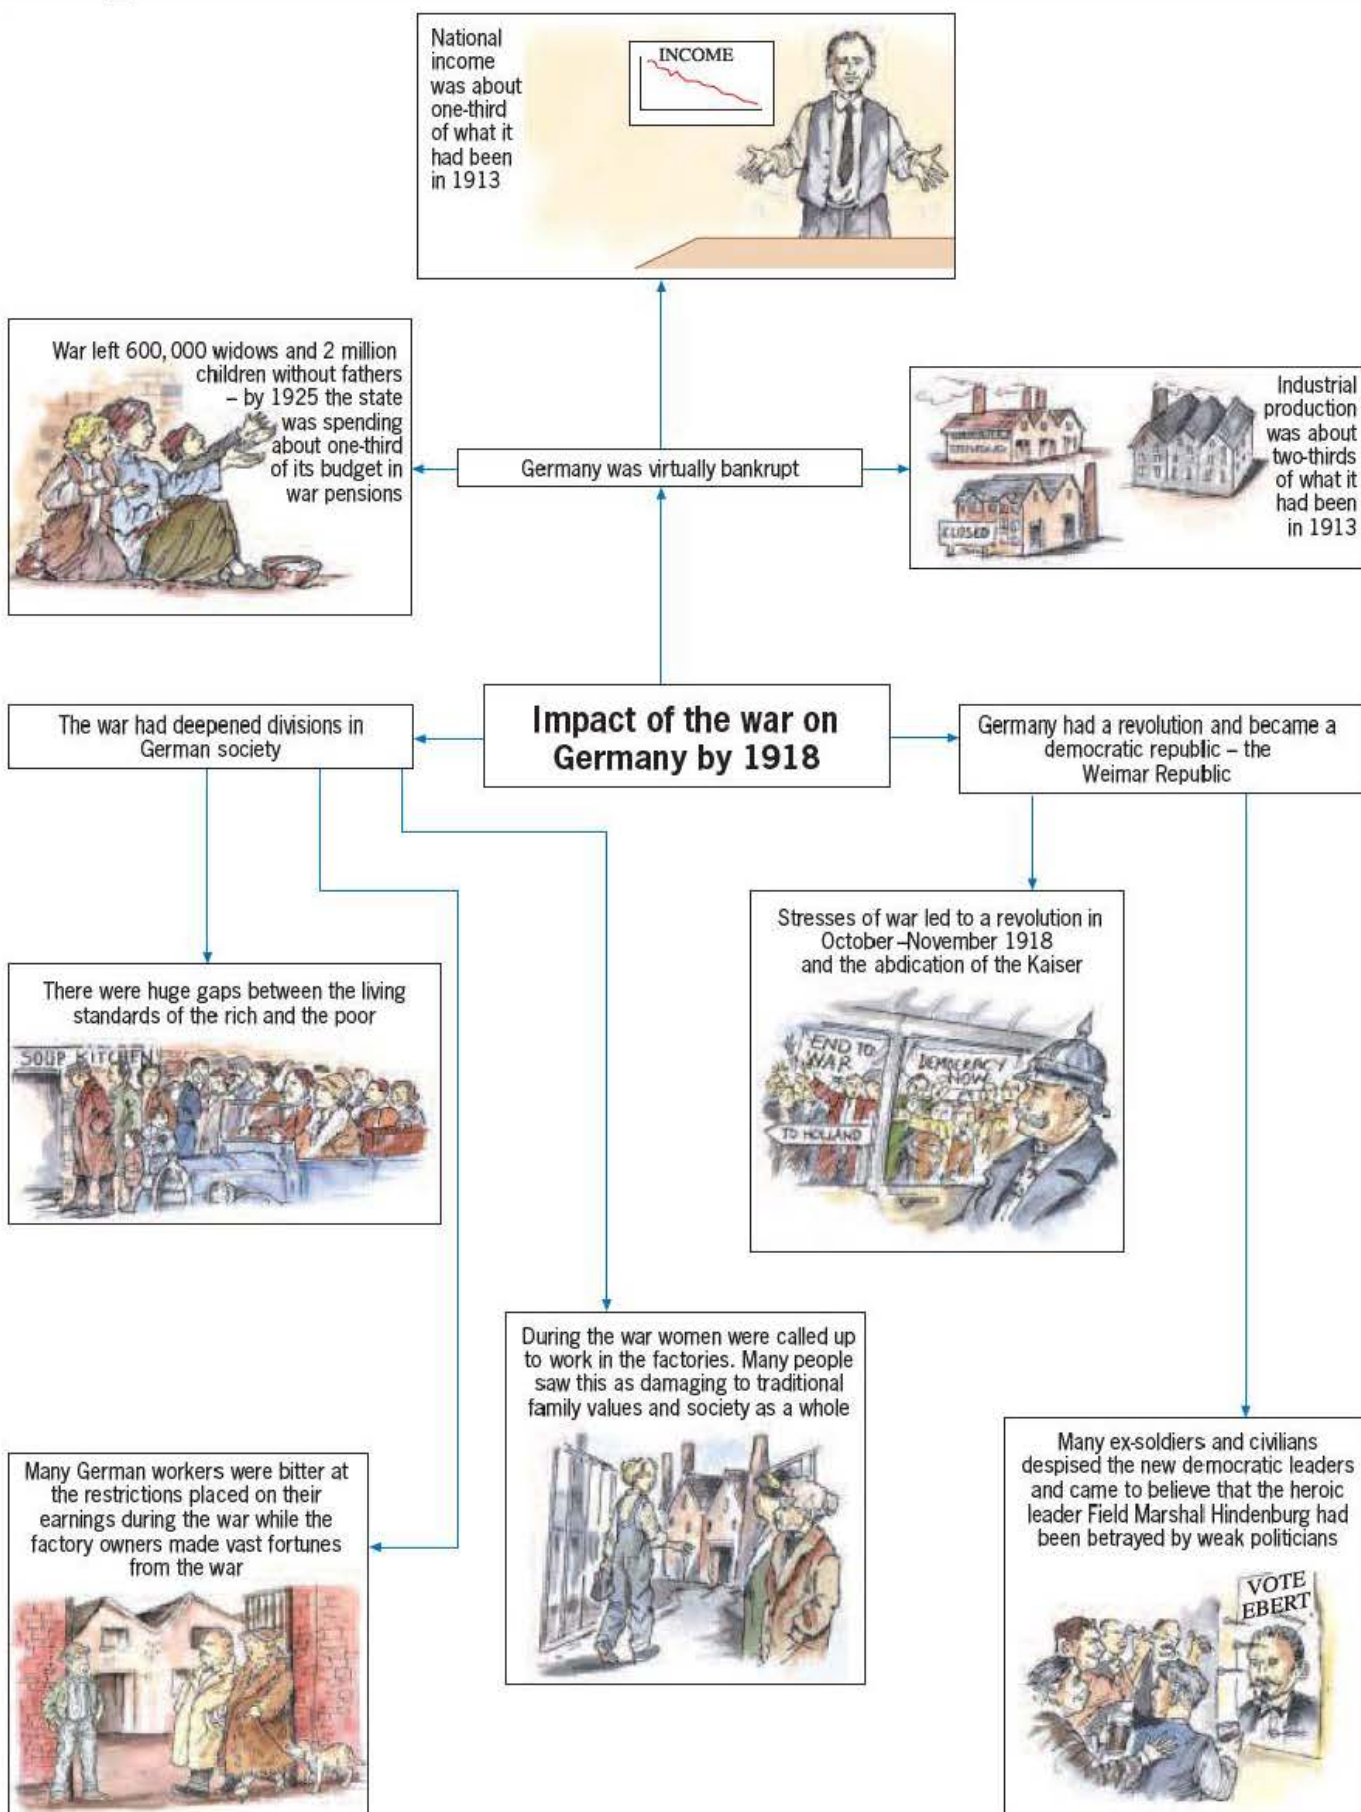 National
income
was about
one-third
of what it
had been
in 1913
INCOME
War left 600,000 widows and 2 million
children without fathers
– by 1925 the state
was spending
about one-third
of its budget in
war pensions
Germany was virtually bankrupt
Industrial
production
was about
two-thirds
of what it
had been
in 1913
CLOSED
The war had deepened divisions in
German society
Impact of the war on
Germany by 1918
Germany had a revolution and became a
democratic republic – the
Weimar Republic
There were huge gaps between the living
standards of the rich and the poor
SOUP KITCHEN
Stresses of war led to a revolution in
October–November 1918
and the abdication of the Kaiser
END TO
WAR
DEMOCRACY
NOW
TO HOLLAND
During the war women were called up
to work in the factories. Many people
saw this as damaging to traditional
family values and society as a whole
Many German workers were bitter at
the restrictions placed on their
earnings during the war while the
factory owners made vast fortunes
from the war
Many ex-soldiers and civilians
despised the new democratic leaders
and came to believe that the heroic
leader Field Marshal Hindenburg had
been betrayed by weak politicians
VOTE
EBERT